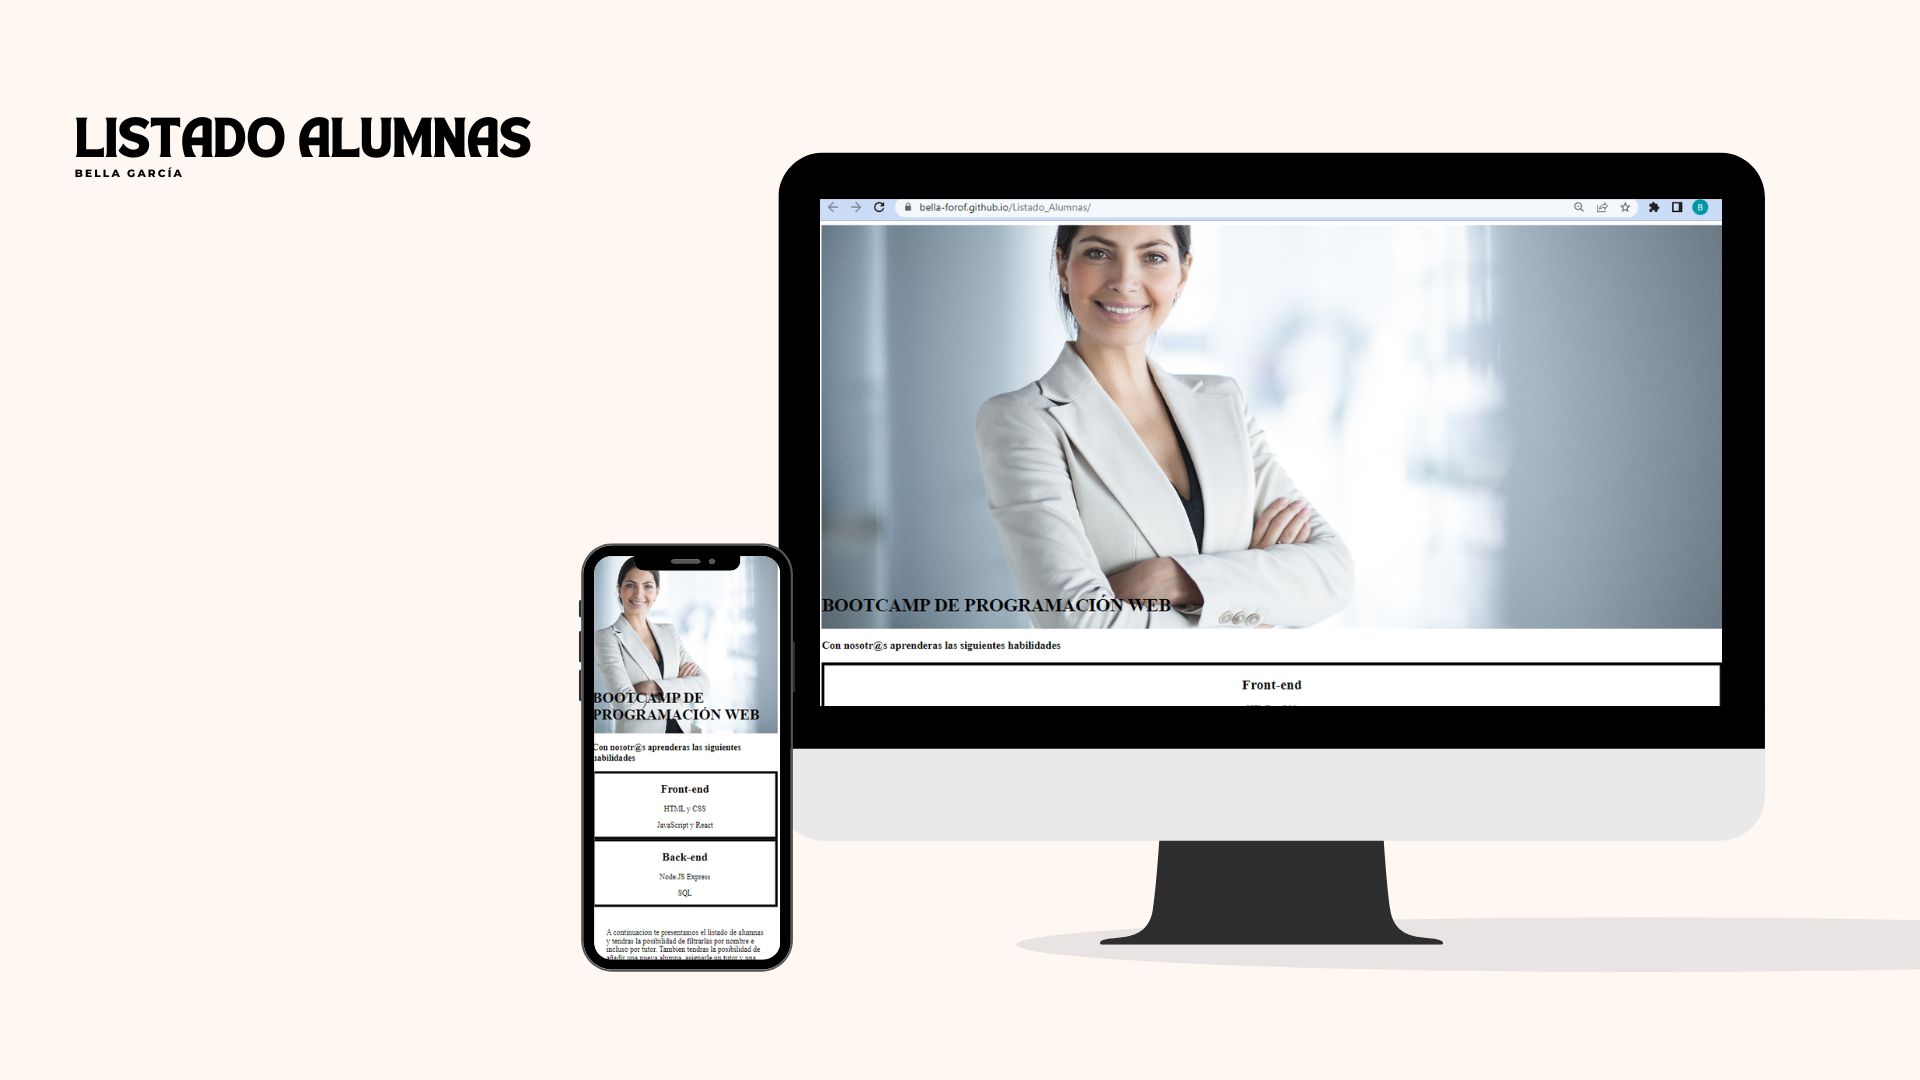 LISTADO ALUMNAS
BELLA GARCÍA
bella-forof.github.io/Listado_Alumnas/
B
BOOTCAMP DE PROGRAMACIÓN WEB
Con nosotr@s aprenderas las siguientes habilidades
Front-end
BOOTCAMP DE
PROGRAMACIÓN WEB
Con nosotr@s aprenderas las siguientes
habilidades
Front-end
HTML y CSS
JavaScript y React
Back-end
Node.JS Express
SQL
A continuacion te presentamos el listado de alumnas
y tendras la posibilidad de filtrarlas por nombre e
incluso por tutor. Tambien tendras la posibilidad de
añadir una nueva alumna, asignarle un tutor y una